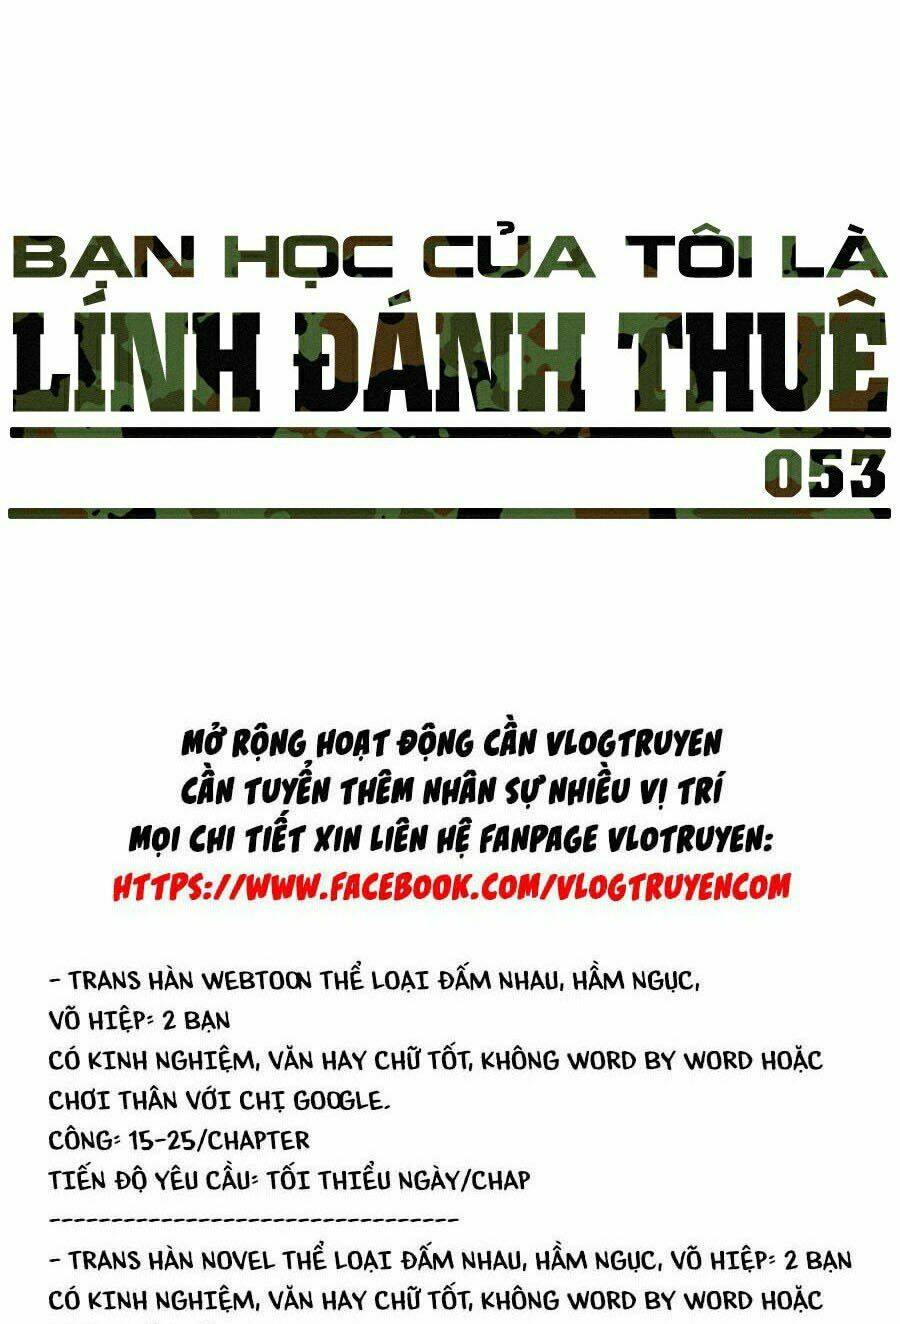 BẠN HỌC CỦA TÔI LÀ
LÍNH ĐÁNH THUÊ
053
MỞ RỘNG HOẠT ĐỘNG CẦN VLOGTRUYEN
CẦN TUYỂN THÊM NHÂN SỰ NHIỀU VỊ TRÍ
MỌI CHI TIẾT XIN LIÊN HỆ FANPAGE VLOTRUYEN:
HTTPS://WWW.FACEBOOK.COM/VLOGTRUYENCOM
- TRANS HÀN WEBTOON THỂ LOẠI ĐẤM NHAU, HẦM NGỤC,
VÕ HIỆP: 2 BẠN
CÓ KINH NGHIỆM, VĂN HAY CHỮ TỐT, KHÔNG WORD BY WORD HOẶC
CHƠI THÂN VỚI CHỊ GOOGLE.
CÔNG: 15-25/CHAPTER
TIẾN ĐỘ YÊU CẦU: TỐI THIỂU NGÀY/CHAP
---------------------------------
- TRANS HÀN NOVEL THỂ LOẠI ĐẤM NHAU, HẦM NGỤC, VÕ HIỆP: 2 BẠN
CÓ KINH NGHIỆM, VĂN HAY CHỮ TỐT, KHÔNG WORD BY WORD HOẶC